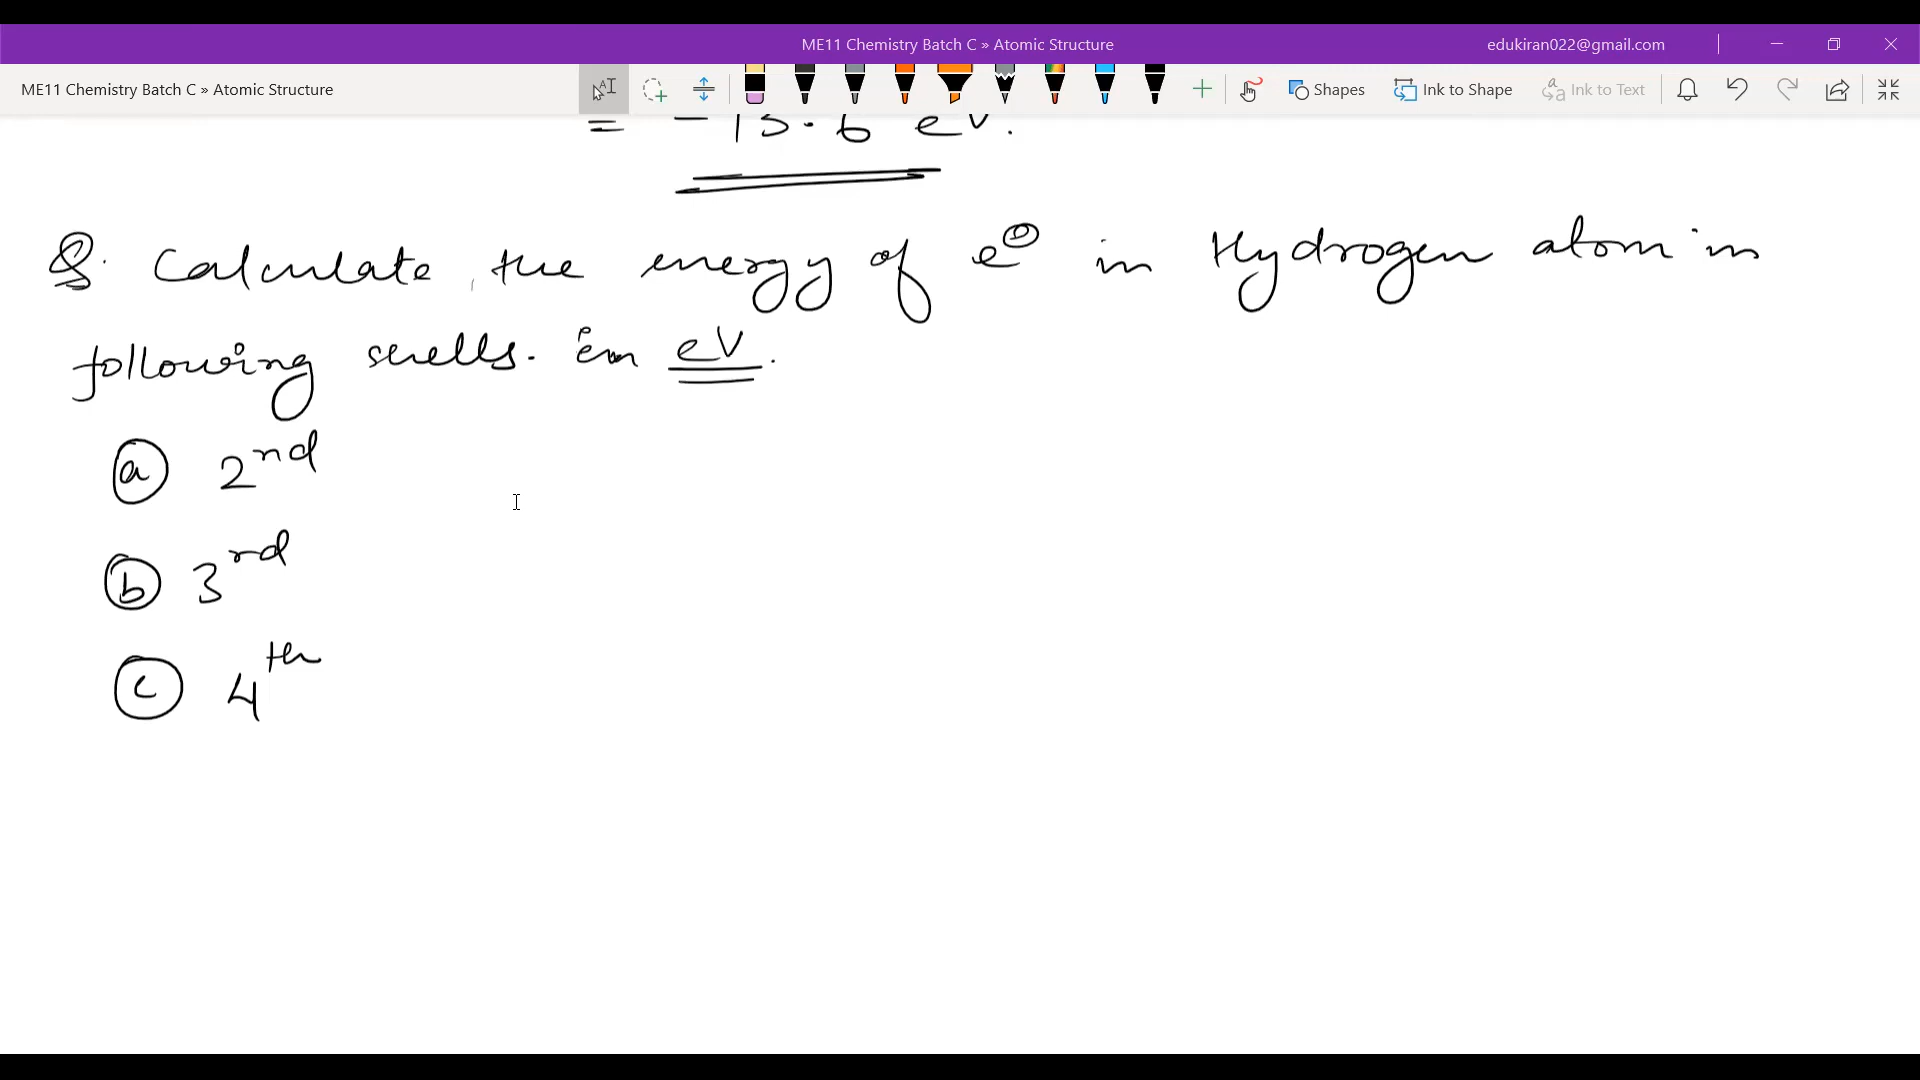 ME11 Chemistry Batch C » Atomic Structure
edukiran022@gmail.com
ME11 Chemistry Batch C » Atomic Structure
Shapes
Ink to Shape
Ink to Text
= -13.6 eV.
Q. Calculate the energy of e⊖ in Hydrogen atom in
following shells. in eV.
a 2nd
b 3rd
c 4th